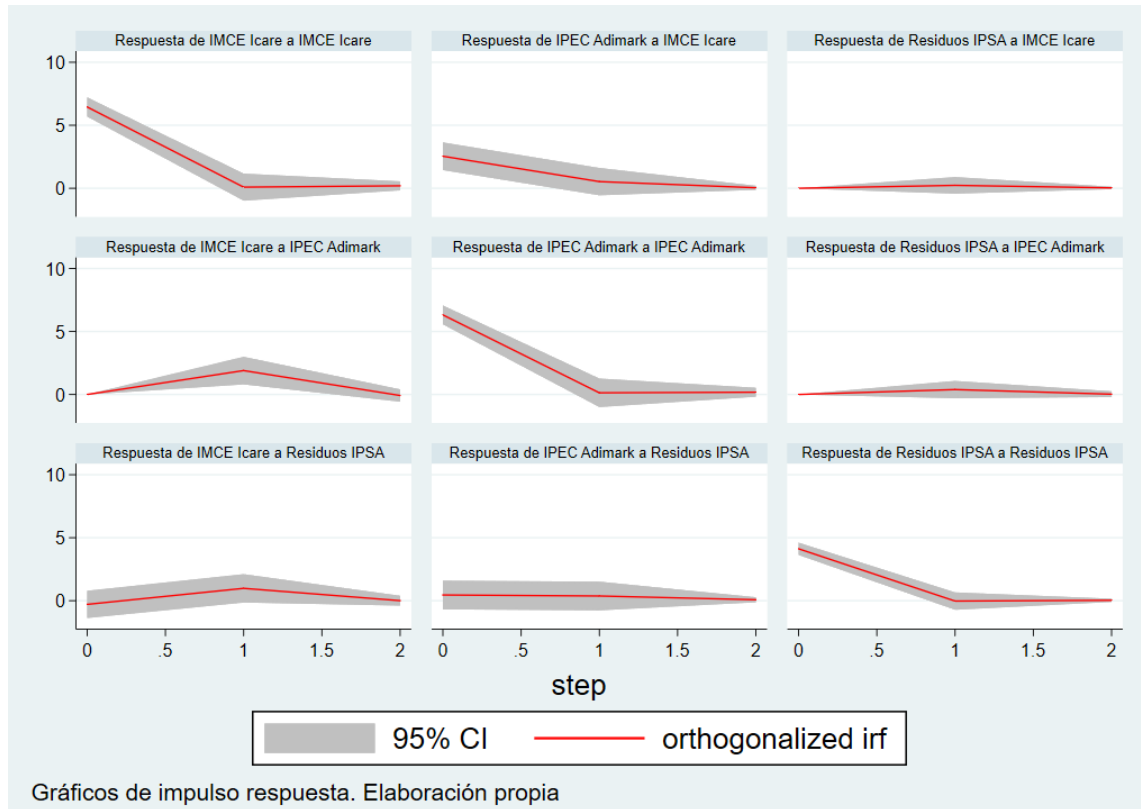 Respuesta de IMCE Icare a IMCE Icare
Respuesta de IPEC Adimark a IMCE Icare
Respuesta de Residuos IPSA a IMCE Icare
10
5
0
Respuesta de IMCE Icare a IPEC Adimark
Respuesta de IPEC Adimark a IPEC Adimark
Respuesta de Residuos IPSA a IPEC Adimark
10
5
0
Respuesta de IMCE Icare a Residuos IPSA
Respuesta de IPEC Adimark a Residuos IPSA
Respuesta de Residuos IPSA a Residuos IPSA
10
5
0
0 .5 1 1.5 2
0 .5 1 1.5 2
0 .5 1 1.5 2
step
95% CI
orthogonalized irf
Gráficos de impulso respuesta. Elaboración propia